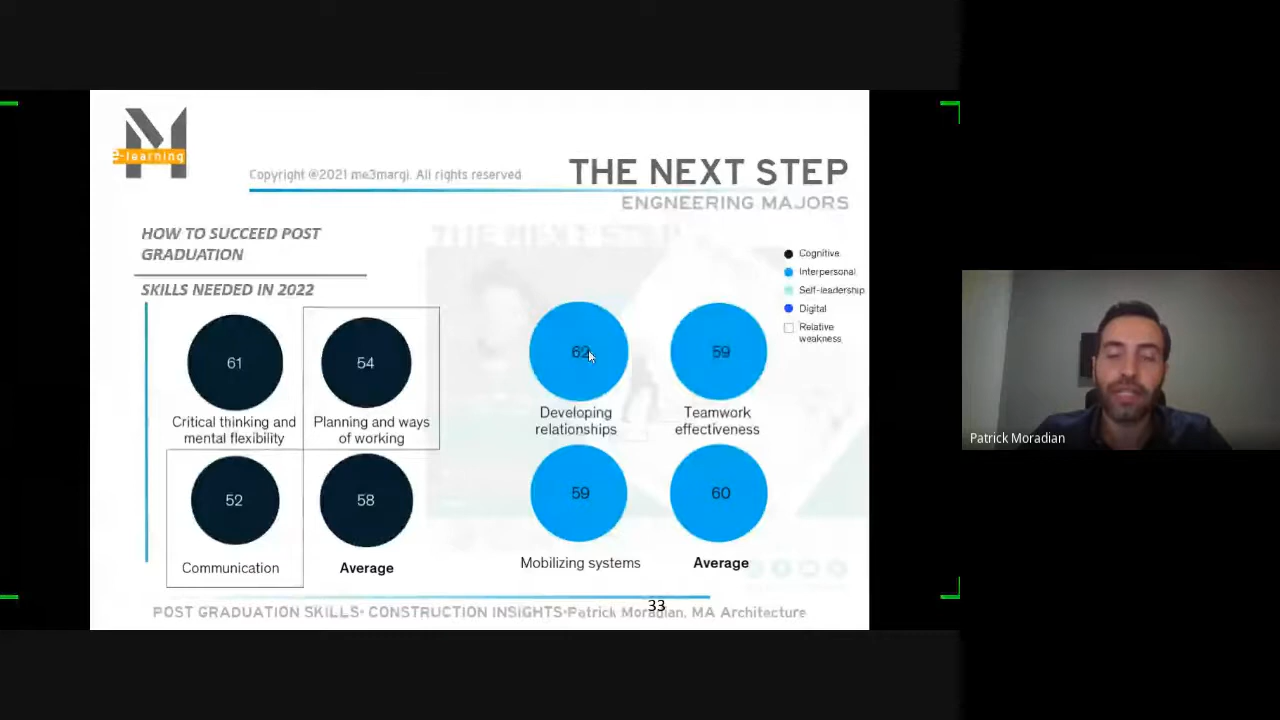 e-learning
Copyright @2021 me3margi. All rights reserved
THE NEXT STEP
ENGNEERING MAJORS
HOW TO SUCCEED POST
GRADUATION
SKILLS NEEDED IN 2022
Cognitive
Interpersonal
Self-leadership
Digital
Relative
weakness
61
54
62
59
Critical thinking and
mental flexibility
Planning and ways
of working
Developing
relationships
Teamwork
effectiveness
52
58
59
60
Communication
Average
Mobilizing systems
Average
33
POST GRADUATION SKILLS• CONSTRUCTION INSIGHTS•Patrick Moradian, MA Architecture
Patrick Moradian